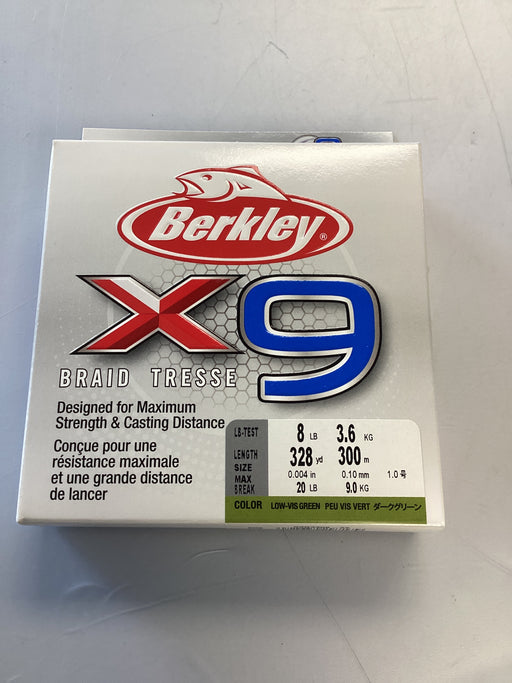 Berkley®
X9
BRAID TRESSE
Designed for Maximum
Strength & Casting Distance
Conçue pour une
résistance maximale
et une grande distance
de lancer
LB-TEST 8 LB 3.6 KG
LENGTH 328 yd 300 m
SIZE 0.004 in 0.10 mm 1.0号
MAX BREAK 20 LB 9.0 KG
COLOR LOW-VIS GREEN PEU VIS VERT ダークグリーン